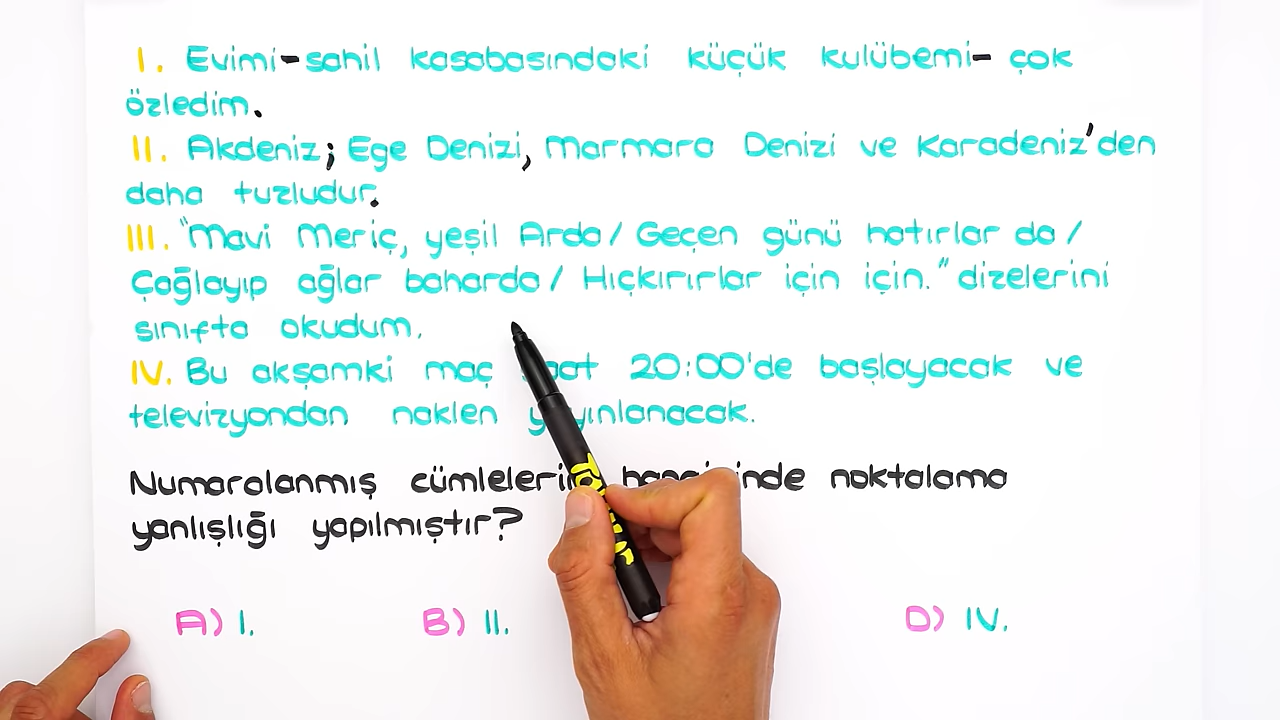 I. Evimi-sahil kasabasındaki küçük kulübemi- çok
özledim.
II. Akdeniz; Ege Denizi, Marmara Denizi ve Karadeniz'den
daha tuzludur.
III. "Mavi Meriç, yeşil Arda/ Geçen günü hatırlar da/
Çağlayıp ağlar baharda/ Hıçkırırlar için için." dizelerini
sınıfta okudum.
IV. Bu akşamki maç saat 20:00'de başlayacak ve
televizyondan naklen yayınlanacak.
Numaralanmış cümlelerin hangisinde noktalama
yanlışlığı yapılmıştır?
A) I. B) II. D) IV.